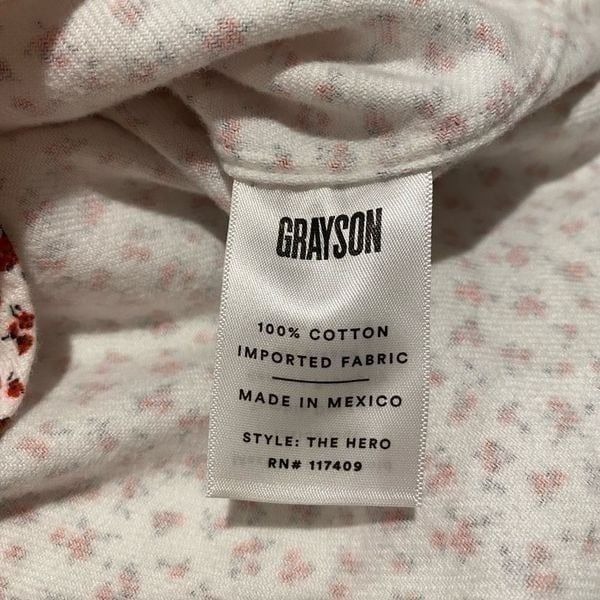 GRAYSON
100% COTTON
IMPORTED FABRIC
MADE IN MEXICO
STYLE: THE HERO
RN# 117409